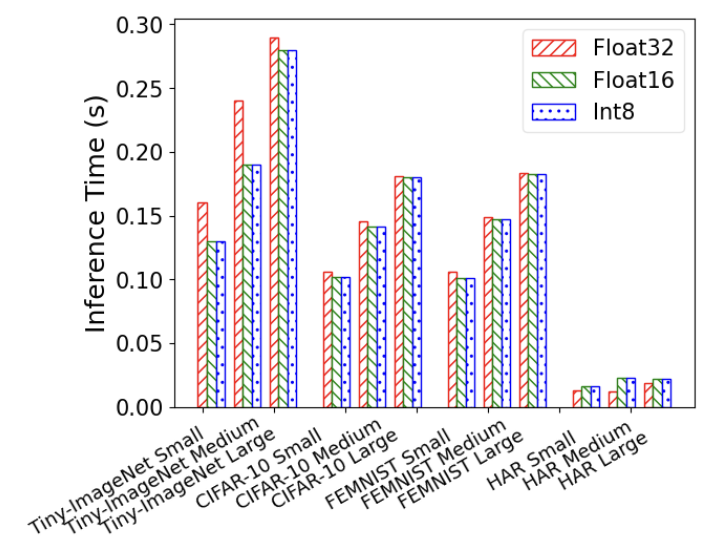 Inference Time (s)
0.30
0.25
0.20
0.15
0.10
0.05
0.00
Float32
Float16
Int8
Tiny-ImageNet Small
Tiny-ImageNet Medium
Tiny-ImageNet Large
CIFAR-10 Small
CIFAR-10 Medium
CIFAR-10 Large
FEMNIST Small
FEMNIST Medium
FEMNIST Large
HAR Small
HAR Medium
HAR Large